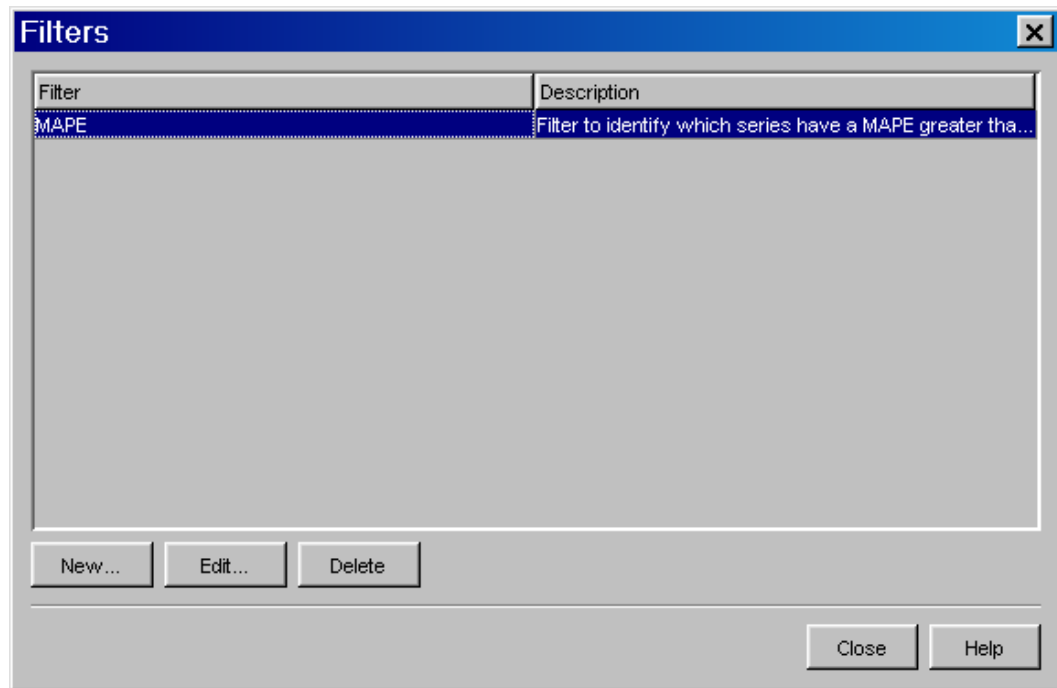 Filters
Filter Description
MAPE Filter to identify which series have a MAPE greater tha...
New... Edit... Delete
Close Help